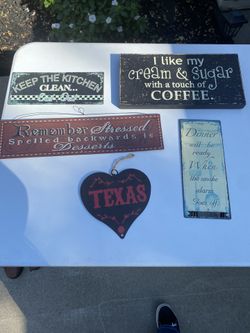 KEEP THE KITCHEN
CLEAN...
I like my
cream & sugar
with a touch of
COFFEE.
Remember Stressed
Spelled backwards is
Desserts
Dinner
will be
ready
When
the smoke
alarm
Goes off
TEXAS